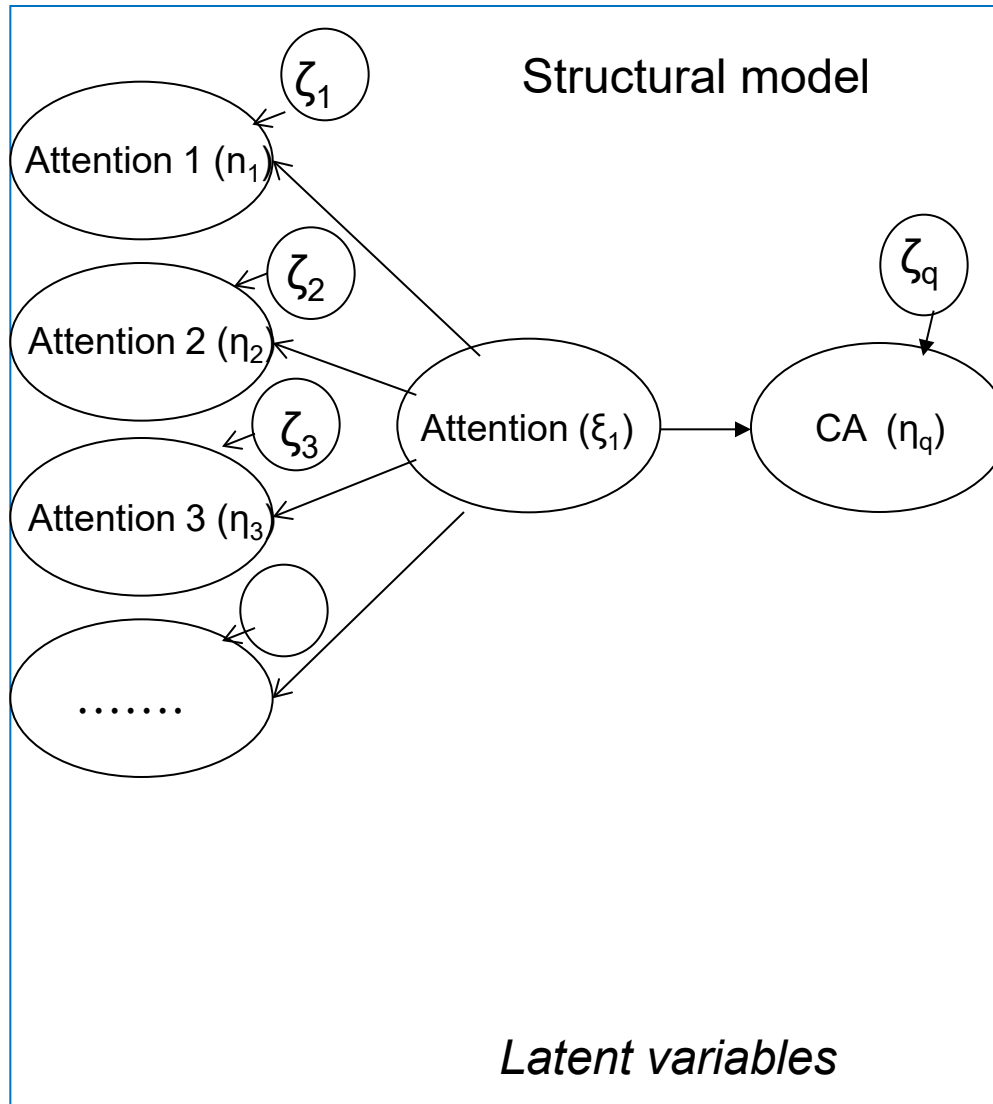 ζ1
Structural model
Attention 1 (n1)
ζ2
ζq
Attention 2 (η2)
ζ3
Attention (ξ1)
CA (ηq)
Attention 3 (η3)
.......
Latent variables